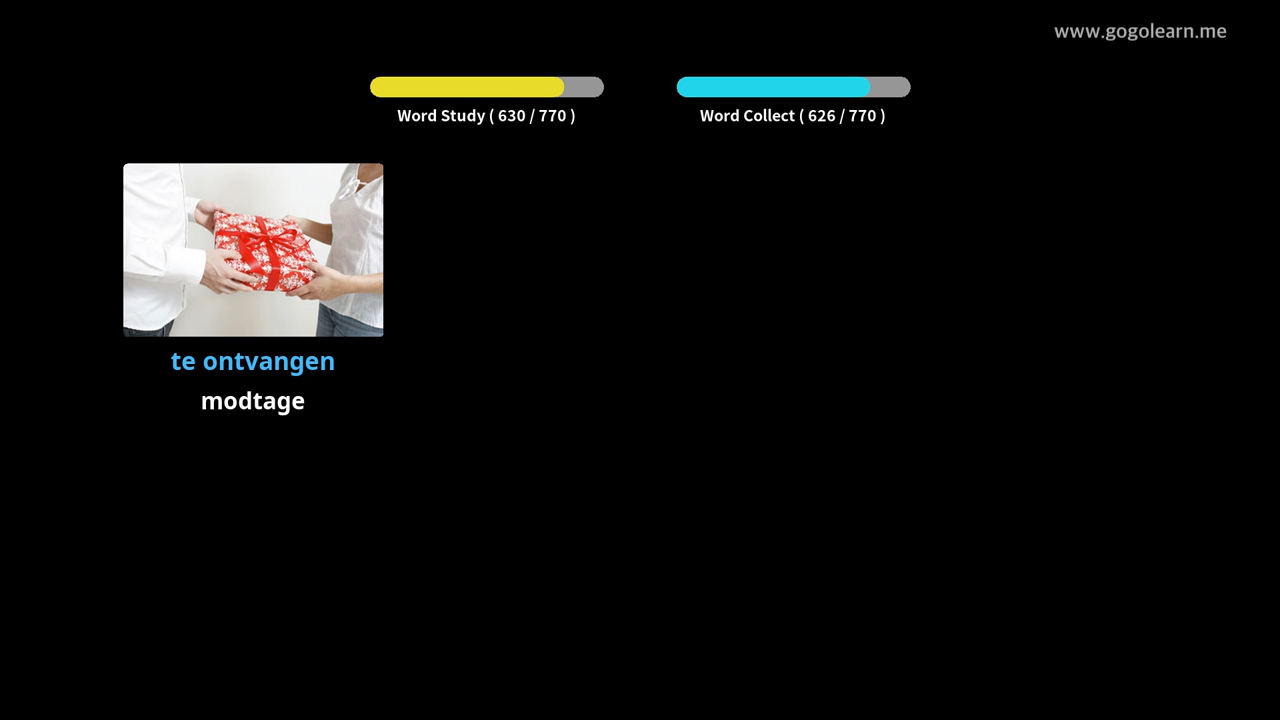 www.gogolearn.me
Word Study ( 630 / 770 )
Word Collect ( 626 / 770 )
te ontvangen
modtage